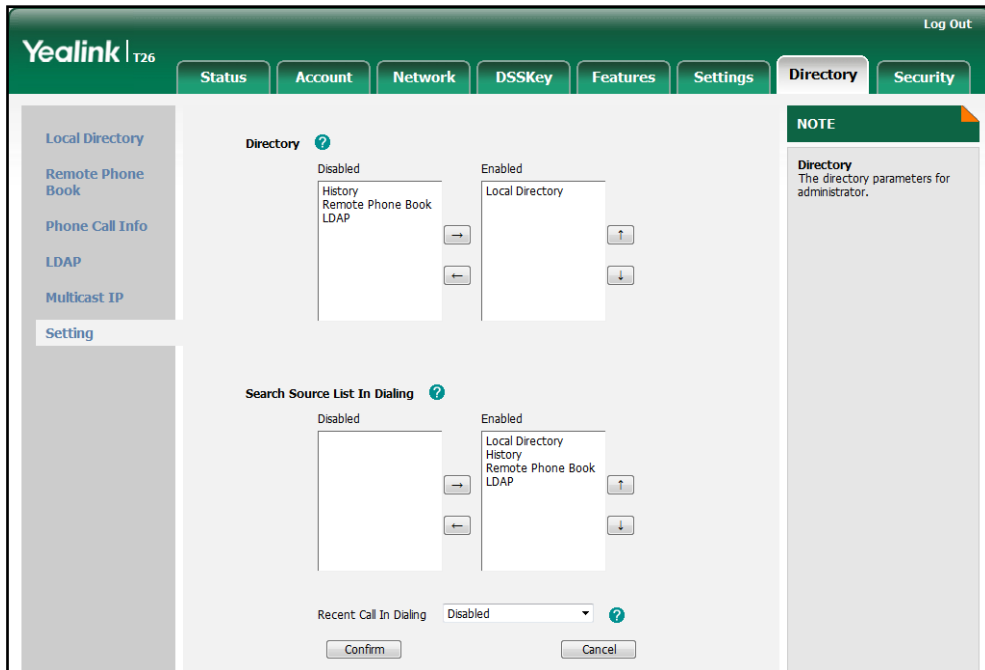 Log Out
Yealink T26
Status Account Network DSSKey Features Settings Directory Security
Local Directory
Remote Phone
Book
Phone Call Info
LDAP
Multicast IP
Setting
Directory ?
Disabled Enabled
History
Remote Phone Book
LDAP
Local Directory
→
←
↑
↓
Search Source List In Dialing ?
Disabled Enabled
Local Directory
History
Remote Phone Book
LDAP
→
←
↑
↓
Recent Call In Dialing Disabled ?
Confirm Cancel
NOTE
Directory
The directory parameters for
administrator.